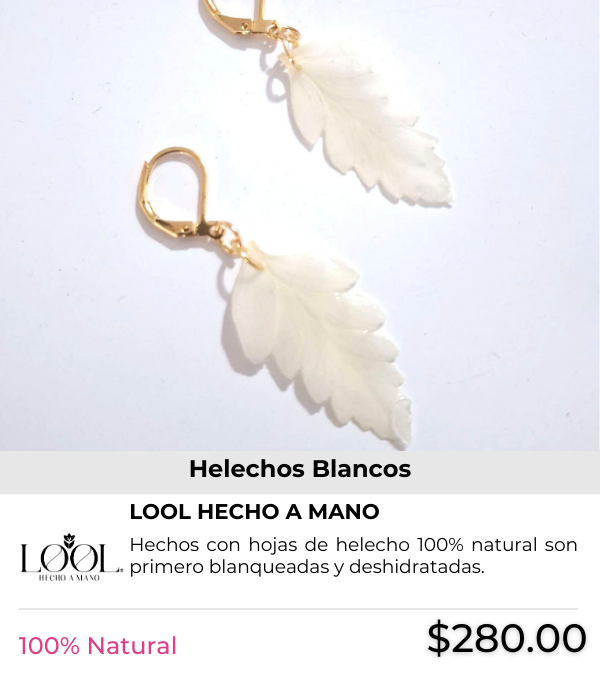 Helechos Blancos
LOOL HECHO A MANO
LOOL
HECHO A MANO
Hechos con hojas de helecho 100% natural son
primero blanqueadas y deshidratadas.
100% Natural
$280.00